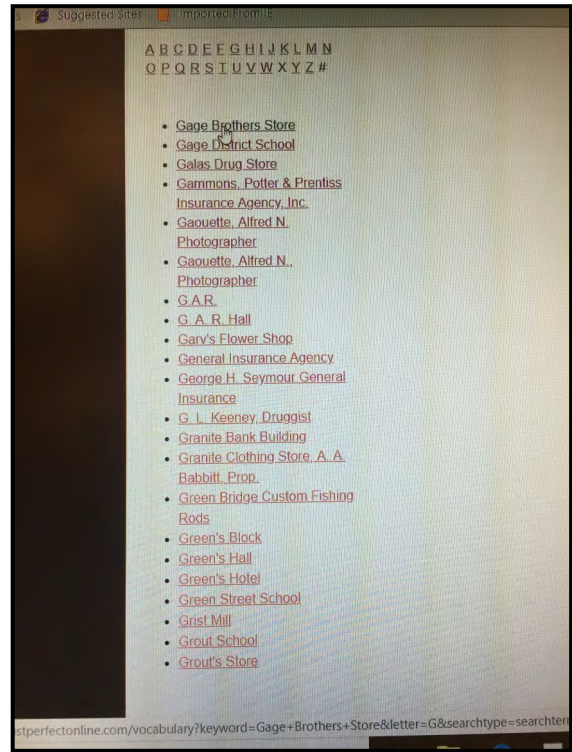 s Suggested Sites Imported From IE
A B C D E F G H I J K L M N
O P Q R S T U V W X Y Z #
Gage Brothers Store
Gage District School
Galas Drug Store
Gammons, Potter & Prentiss
Insurance Agency, Inc.
Gaouette, Alfred N.
Photographer
Gaouette, Alfred N.,
Photographer
G.A.R.
G. A. R. Hall
Gary's Flower Shop
General Insurance Agency
George H. Seymour General
Insurance
G. L. Keeney, Druggist
Granite Bank Building
Granite Clothing Store, A. A.
Babbitt, Prop.
Green Bridge Custom Fishing
Rods
Green's Block
Green's Hall
Green's Hotel
Green Street School
Grist Mill
Grout School
Grout's Store
stperfectonline.com/vocabulary?keyword=Gage+Brothers+Store&letter=G&searchtype=searchter